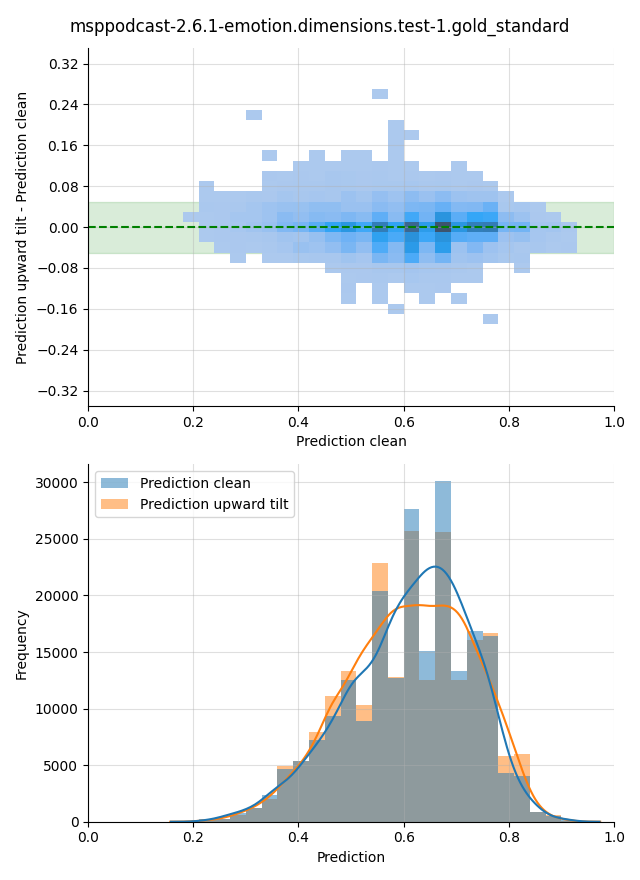 msppodcast-2.6.1-emotion.dimensions.test-1.gold_standard
0.32
0.24
0.16
0.08
0.00
−0.08
−0.16
−0.24
−0.32
Prediction upward tilt - Prediction clean
0.0 0.2 0.4 0.6 0.8 1.0
Prediction clean
Prediction clean
Prediction upward tilt
30000
25000
20000
15000
10000
5000
0
Frequency
0.0 0.2 0.4 0.6 0.8 1.0
Prediction